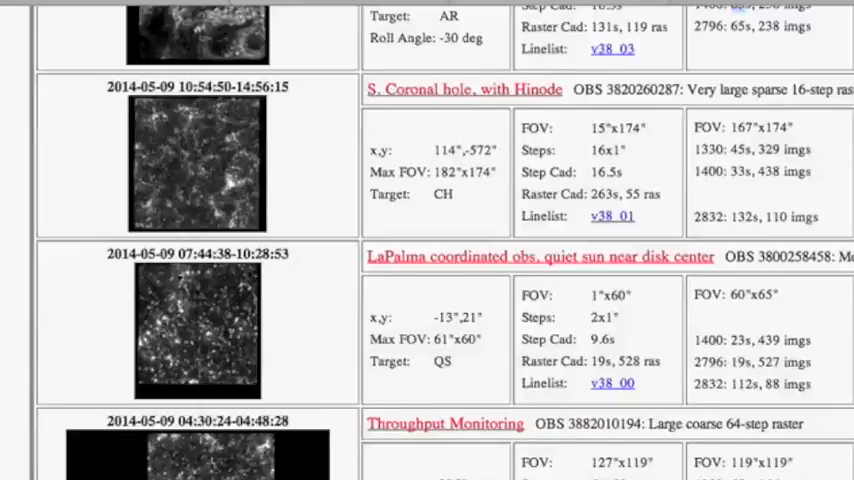 Target: AR
Roll Angle: -30 deg
Raster Cad: 131s, 119 ras
Linelist: v38_03
2796: 65s, 238 imgs
2014-05-09 10:54:50-14:56:15
S. Coronal hole, with Hinode OBS 3820260287: Very large sparse 16-step ras
x,y: 114",-572"
Max FOV: 182"x174"
Target: CH
FOV: 15"x174"
Steps: 16x1"
Step Cad: 16.5s
Raster Cad: 263s, 55 ras
Linelist: v38_01
FOV: 167"x174"
1330: 45s, 329 imgs
1400: 33s, 438 imgs
2832: 132s, 110 imgs
2014-05-09 07:44:38-10:28:53
LaPalma coordinated obs, quiet sun near disk center OBS 3800258458: Me
x,y: -13",21"
Max FOV: 61"x60"
Target: QS
FOV: 1"x60"
Steps: 2x1"
Step Cad: 9.6s
Raster Cad: 19s, 528 ras
Linelist: v38_00
FOV: 60"x65"
1400: 23s, 439 imgs
2796: 19s, 527 imgs
2832: 112s, 88 imgs
2014-05-09 04:30:24-04:48:28
Throughput Monitoring OBS 3882010194: Large coarse 64-step raster
FOV: 127"x119"
FOV: 119"x119"